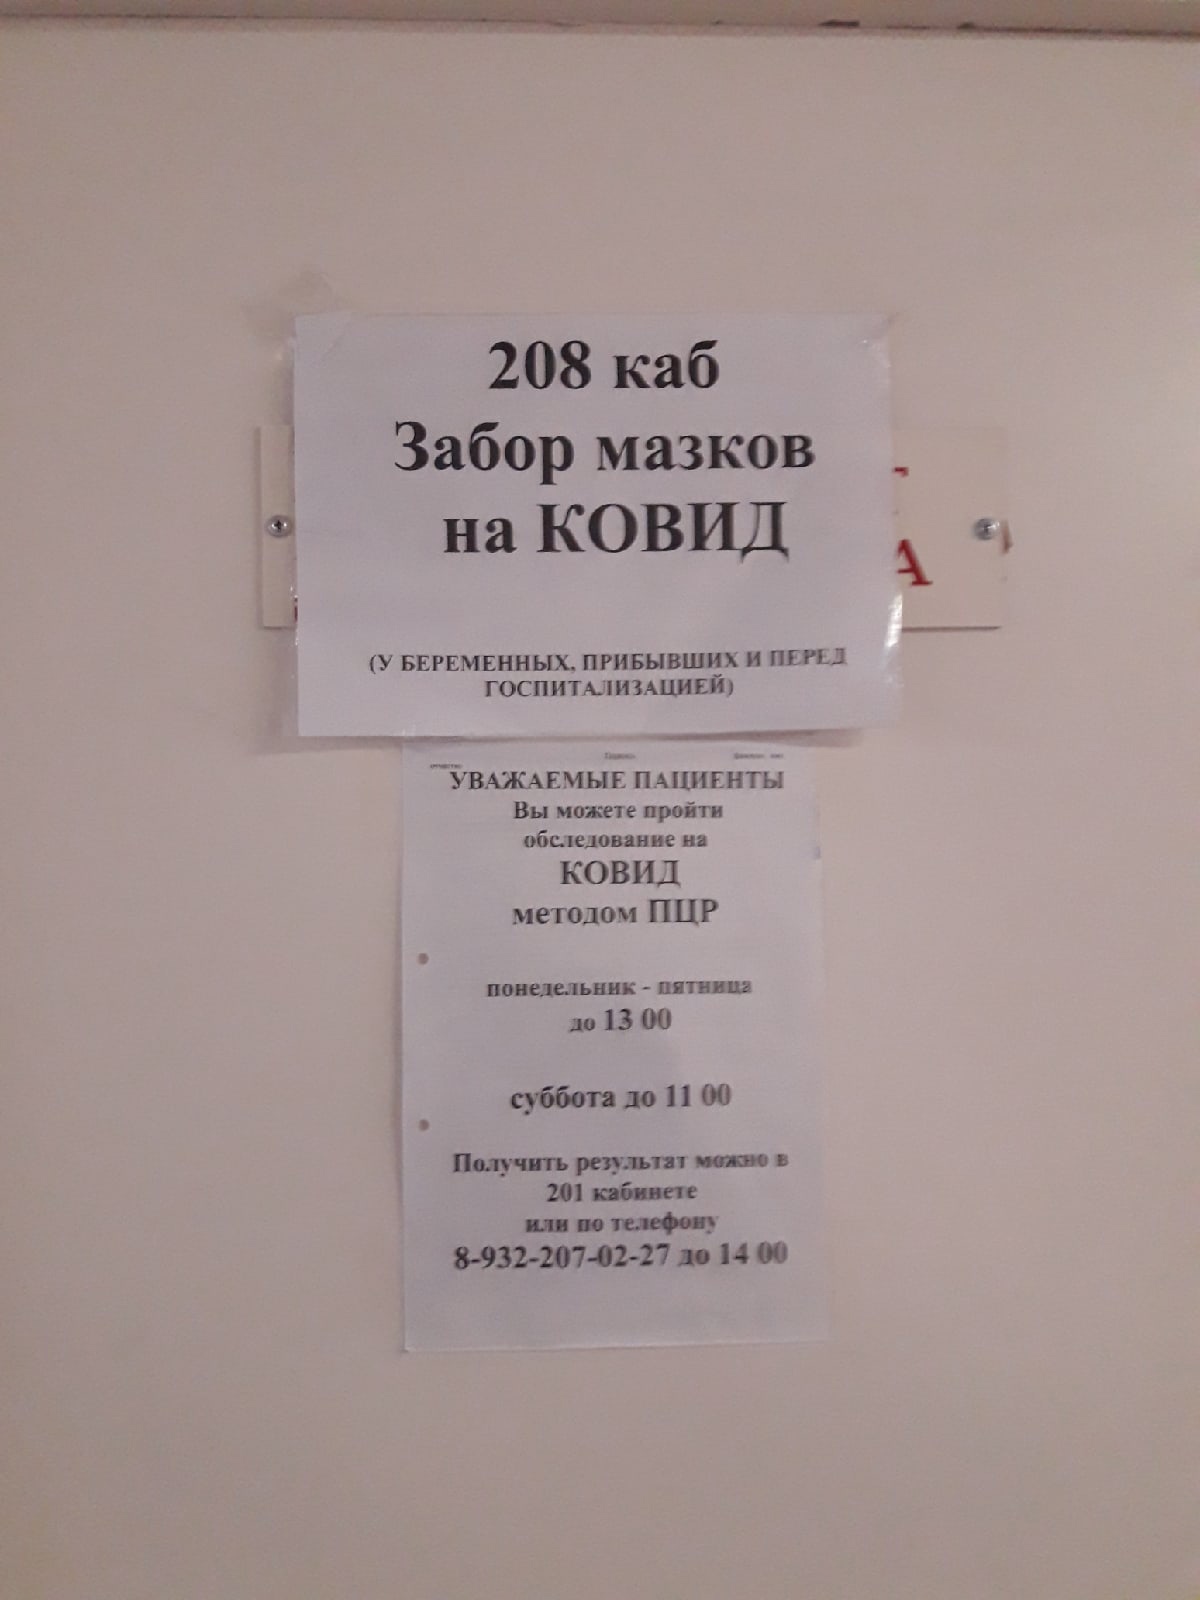 208 каб
Забор мазков
на КОВИД
(У БЕРЕМЕННЫХ, ПРИБЫВШИХ И ПЕРЕД
ГОСПИТАЛИЗАЦИЕЙ)
УВАЖАЕМЫЕ ПАЦИЕНТЫ
Вы можете пройти
обследование на
КОВИД
методом ПЦР
понедельник - пятница
до 13 00
суббота до 11 00
Получить результат можно в
201 кабинете
или по телефону
8-932-207-02-27 до 14 00